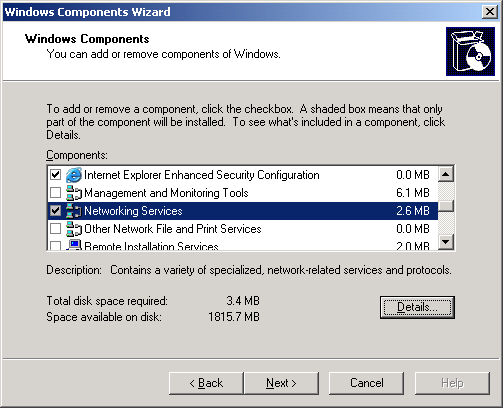 Windows Components Wizard
Windows Components
You can add or remove components of Windows.
To add or remove a component, click the checkbox. A shaded box means that only
part of the component will be installed. To see what's included in a component, click
Details.
Components:
Internet Explorer Enhanced Security Configuration 0.0 MB
Management and Monitoring Tools 6.1 MB
Networking Services 2.6 MB
Other Network File and Print Services 0.0 MB
Remote Installation Services 2.0 MB
Description: Contains a variety of specialized, network-related services and protocols.
Total disk space required: 3.4 MB
Space available on disk: 1815.7 MB
Details...
< Back Next > Cancel Help